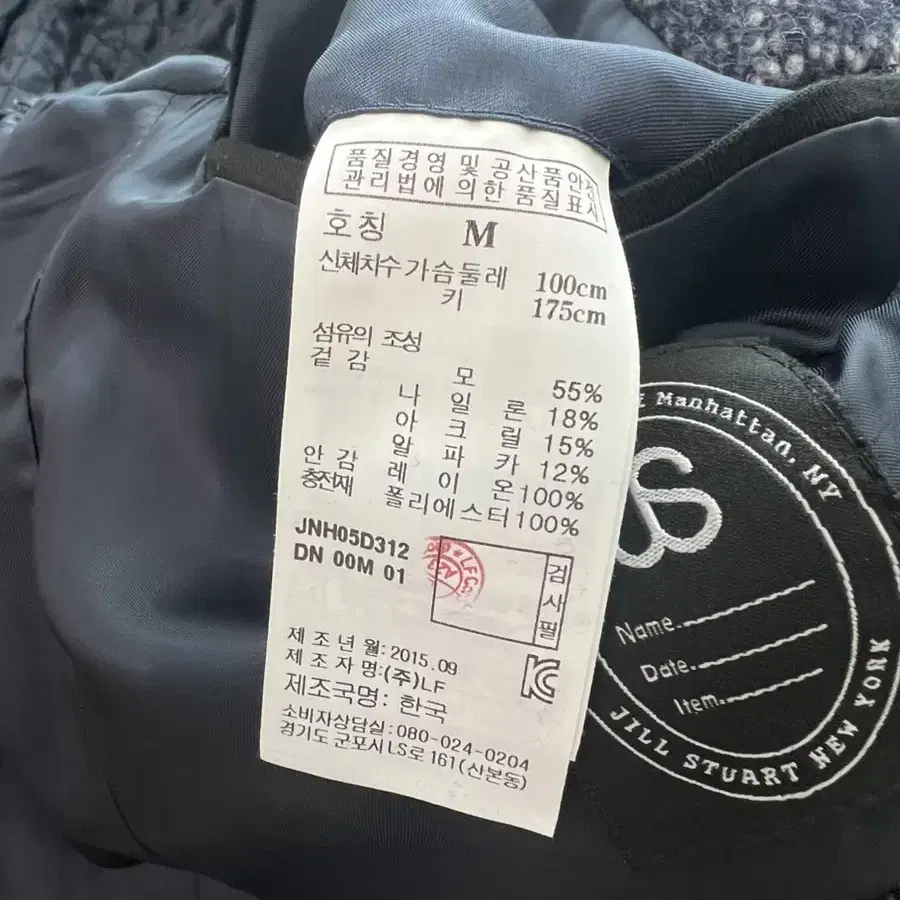 품질경영 및 공산품안전
관리법에 의한 품질표시
호칭 M
신체치수 가슴둘레 100cm
키 175cm
섬유의 조성
겉 감
모 55%
나 일 론 18%
아 크 릴 15%
알 파 카 12%
안 감 레 이 온 100%
충전재 폴리에스터 100%
JNH05D312
DN 00M 01
LFC
검사필
제 조 년 월: 2015.09
제 조 자 명:(주)LF
제조국명: 한국
소비자상담실: 080-024-0204
경기도 군포시 LS로 161 (산본동)
Manhattan, NY
JS
Name.
Date.
Item.
JILL STUART NEW YORK